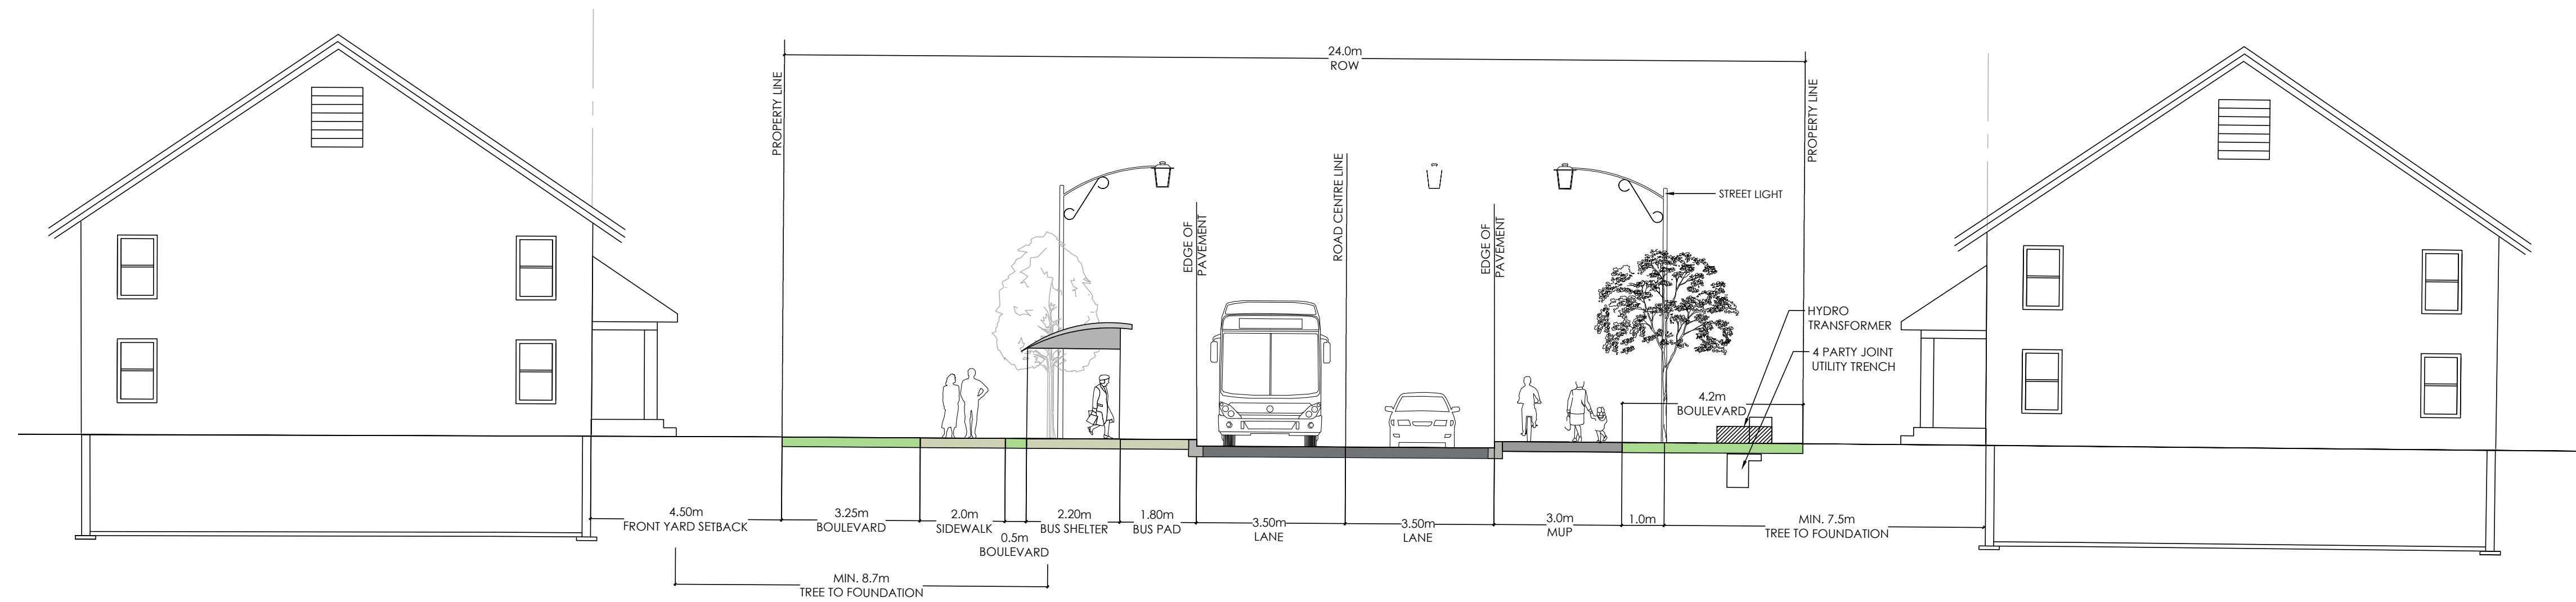 24.0m
ROW
PROPERTY LINE
PROPERTY LINE
ROAD CENTRE LINE
STREET LIGHT
EDGE OF
PAVEMENT
EDGE OF
PAVEMENT
HYDRO
TRANSFORMER
4 PARTY JOINT
UTILITY TRENCH
4.2m
BOULEVARD
4.50m
FRONT YARD SETBACK
3.25m
BOULEVARD
2.0m
SIDEWALK
0.5m
BOULEVARD
2.20m
BUS SHELTER
1.80m
BUS PAD
3.50m
LANE
3.50m
LANE
3.0m
MUP
1.0m
MIN. 7.5m
TREE TO FOUNDATION
MIN. 8.7m
TREE TO FOUNDATION